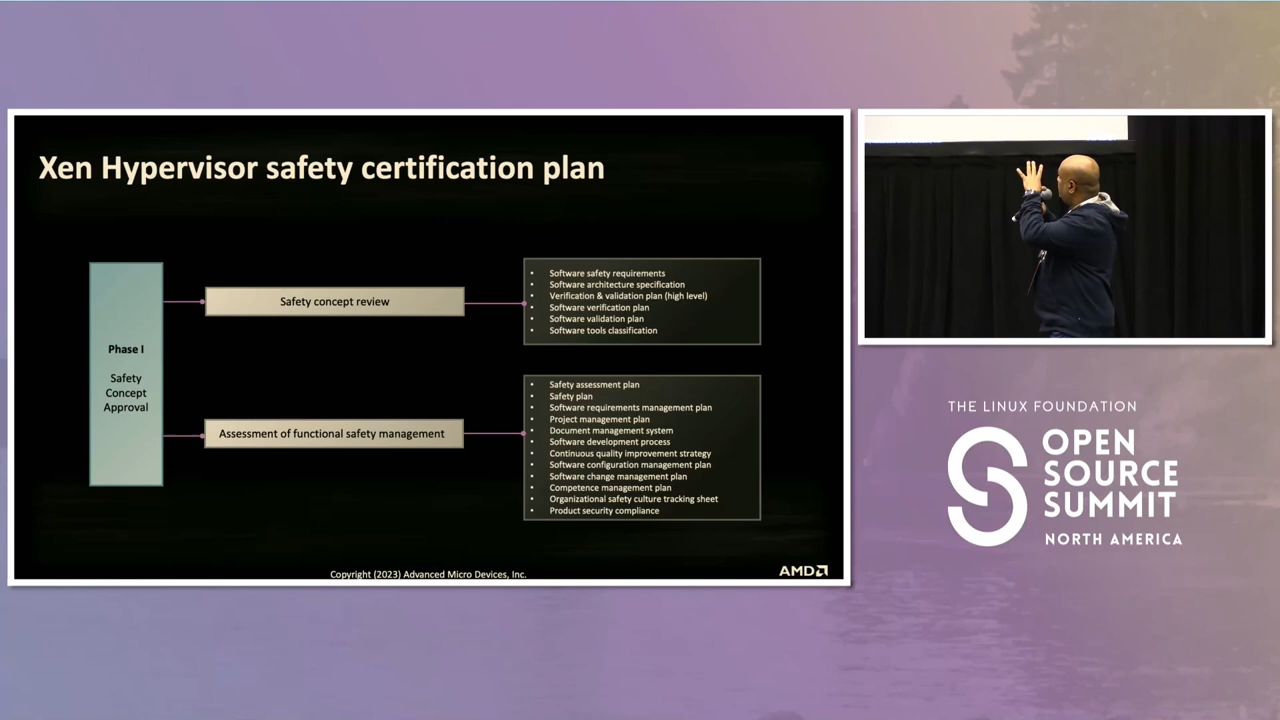 Xen Hypervisor safety certification plan
Phase I
Safety
Concept
Approval
Safety concept review
• Software safety requirements
• Software architecture specification
• Verification & validation plan (high level)
• Software verification plan
• Software validation plan
• Software tools classification
Assessment of functional safety management
• Safety assessment plan
• Safety plan
• Software requirements management plan
• Project management plan
• Document management system
• Software development process
• Continuous quality improvement strategy
• Software configuration management plan
• Software change management plan
• Competence management plan
• Organizational safety culture tracking sheet
• Product security compliance
Copyright (2023) Advanced Micro Devices, Inc.
AMD
THE LINUX FOUNDATION
OPEN
SOURCE
SUMMIT
NORTH AMERICA